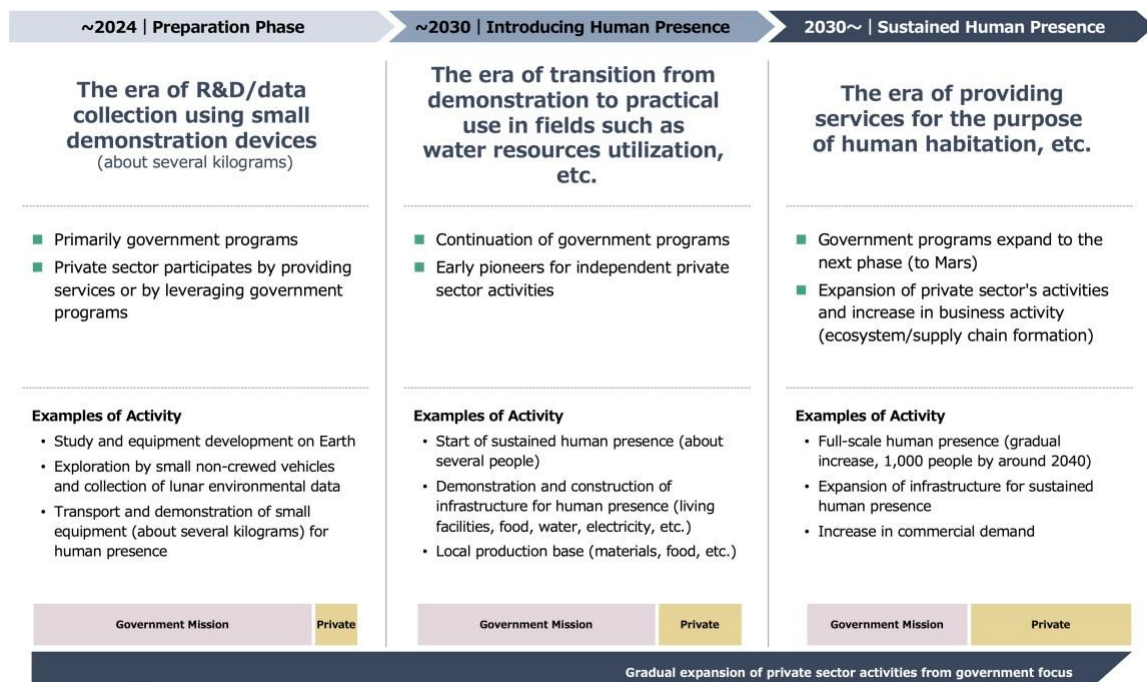 ~2024 | Preparation Phase
~2030 | Introducing Human Presence
2030～ | Sustained Human Presence
The era of R&D/data
collection using small
demonstration devices
(about several kilograms)
The era of transition from
demonstration to practical
use in fields such as
water resources utilization,
etc.
The era of providing
services for the purpose
of human habitation, etc.
■ Primarily government programs
■ Private sector participates by providing
services or by leveraging government
programs
■ Continuation of government programs
■ Early pioneers for independent private
sector activities
■ Government programs expand to the
next phase (to Mars)
■ Expansion of private sector's activities
and increase in business activity
(ecosystem/supply chain formation)
Examples of Activity
• Study and equipment development on Earth
• Exploration by small non-crewed vehicles
and collection of lunar environmental data
• Transport and demonstration of small
equipment (about several kilograms) for
human presence
Examples of Activity
• Start of sustained human presence (about
several people)
• Demonstration and construction of
infrastructure for human presence (living
facilities, food, water, electricity, etc.)
• Local production base (materials, food, etc.)
Examples of Activity
• Full-scale human presence (gradual
increase, 1,000 people by around 2040)
• Expansion of infrastructure for sustained
human presence
• Increase in commercial demand
Government Mission
Private
Government Mission
Private
Government Mission
Private
Gradual expansion of private sector activities from government focus